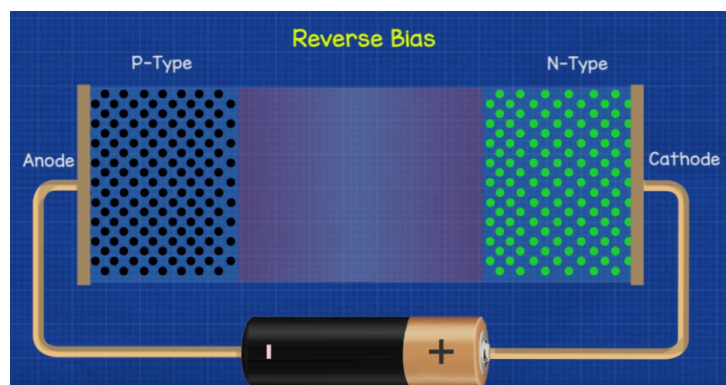 Reverse Bias
P-Type
N-Type
Anode
Cathode
-
+